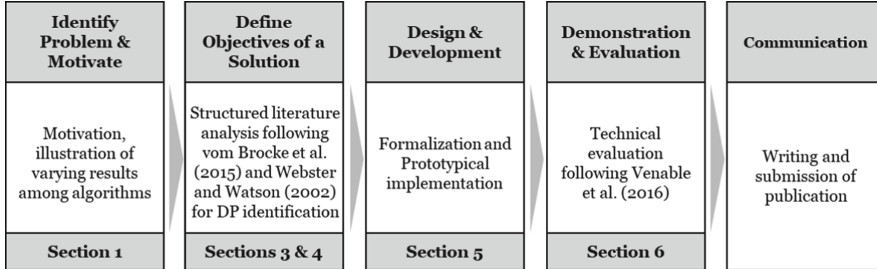 Identify
Problem &
Motivate
Motivation,
illustration of
varying results
among algorithms
Section 1
Define
Objectives of a
Solution
Structured literature
analysis following
vom Brocke et al.
(2015) and Webster
and Watson (2002)
for DP identification
Sections 3 & 4
Design &
Development
Formalization and
Prototypical
implementation
Section 5
Demonstration
& Evaluation
Technical
evaluation
following Venable
et al. (2016)
Section 6
Communication
Writing and
submission of
publication